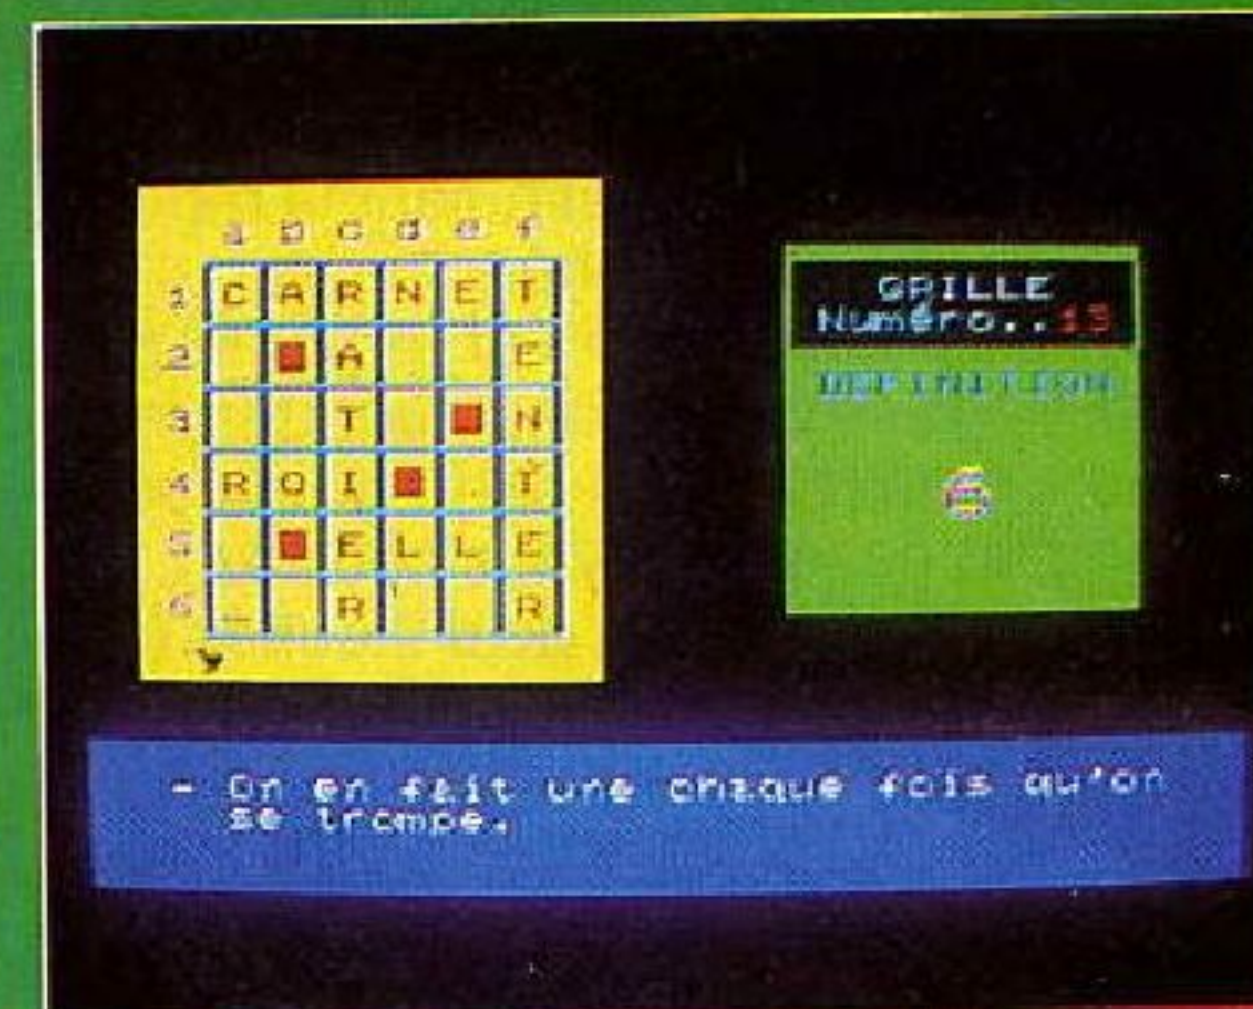 a b c d e f
1 C A R N E T
2 A E
3 T N
4 R O I T
5 E L L E
6 R R
GRILLE
Numéro..13
DEFINITION
6
- On en fait une chaque fois qu'on
se trompe.